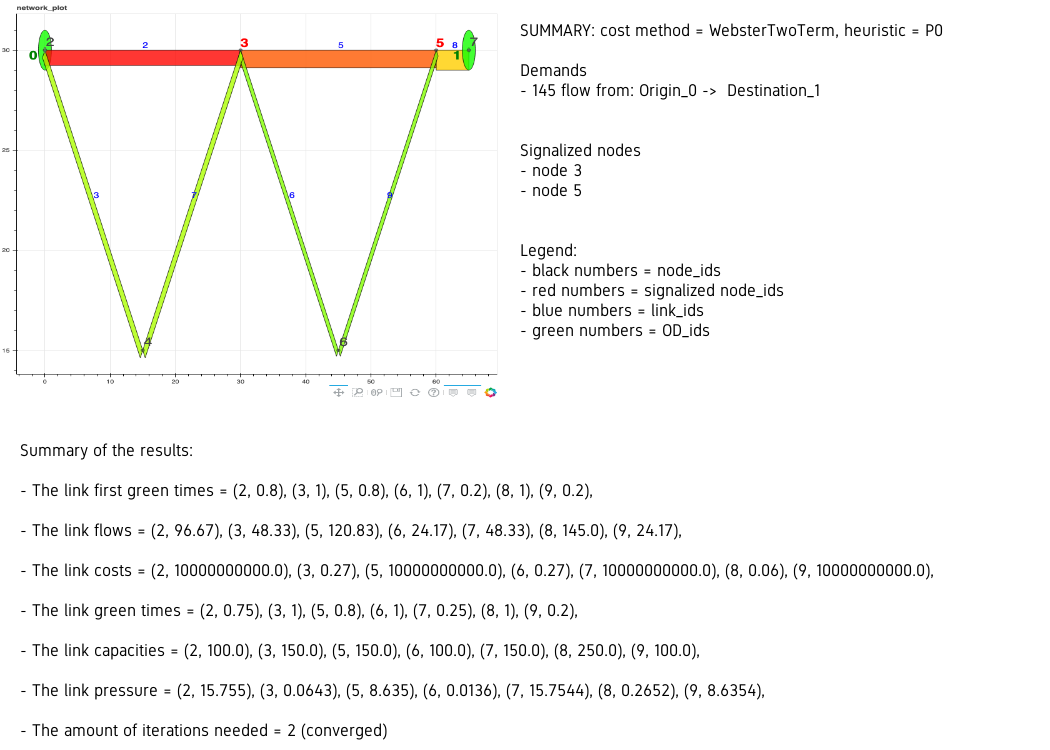 network_plot
SUMMARY: cost method = WebsterTwoTerm, heuristic = P0
Demands
- 145 flow from: Origin_0 -> Destination_1
Signalized nodes
- node 3
- node 5
Legend:
- black numbers = node_ids
- red numbers = signalized node_ids
- blue numbers = link_ids
- green numbers = OD_ids
30
25
20
15
0
10
20
30
40
50
60
0
2
2
3
5
5
8
1
7
3
7
6
9
4
6
Summary of the results:
- The link first green times = (2, 0.8), (3, 1), (5, 0.8), (6, 1), (7, 0.2), (8, 1), (9, 0.2),
- The link flows = (2, 96.67), (3, 48.33), (5, 120.83), (6, 24.17), (7, 48.33), (8, 145.0), (9, 24.17),
- The link costs = (2, 10000000000.0), (3, 0.27), (5, 10000000000.0), (6, 0.27), (7, 10000000000.0), (8, 0.06), (9, 10000000000.0),
- The link green times = (2, 0.75), (3, 1), (5, 0.8), (6, 1), (7, 0.25), (8, 1), (9, 0.2),
- The link capacities = (2, 100.0), (3, 150.0), (5, 150.0), (6, 100.0), (7, 150.0), (8, 250.0), (9, 100.0),
- The link pressure = (2, 15.755), (3, 0.0643), (5, 8.635), (6, 0.0136), (7, 15.7544), (8, 0.2652), (9, 8.6354),
- The amount of iterations needed = 2 (converged)